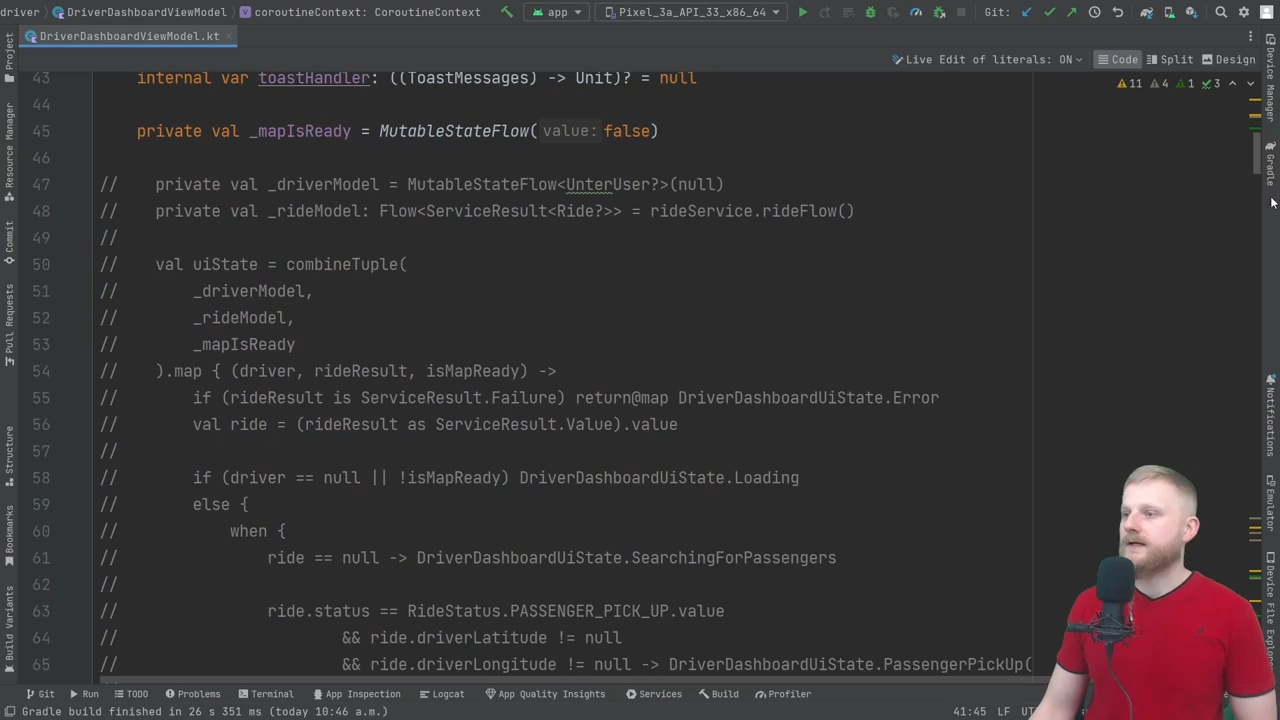 driver
DriverDashboardViewModel
coroutineContext: CoroutineContext
app
Pixel_3a_API_33_x86_64
Git:
DriverDashboardViewModel.kt
Live Edit of literals: ON
Code
Split
Design
11 4 1 3
43 internal var toastHandler: ((ToastMessages) -> Unit)? = null
44
45 private val _mapIsReady = MutableStateFlow( value: false)
46
47 // private val _driverModel = MutableStateFlow<UnterUser?>(null)
48 // private val _rideModel: Flow<ServiceResult<Ride?>> = rideService.rideFlow()
49 //
50 // val uiState = combineTuple(
51 // _driverModel,
52 // _rideModel,
53 // _mapIsReady
54 // ).map { (driver, rideResult, isMapReady) ->
55 // if (rideResult is ServiceResult.Failure) return@map DriverDashboardUiState.Error
56 // val ride = (rideResult as ServiceResult.Value).value
57 //
58 // if (driver == null || !isMapReady) DriverDashboardUiState.Loading
59 // else {
60 // when {
61 // ride == null -> DriverDashboardUiState.SearchingForPassengers
62 //
63 // ride.status == RideStatus.PASSENGER_PICK_UP.value
64 // && ride.driverLatitude != null
65 // && ride.driverLongitude != null -> DriverDashboardUiState.PassengerPickUp(
Project
Resource Manager
Commit
Pull Requests
Structure
Bookmarks
Build Variants
Device Manager
Gradle
Notifications
Emulator
Device File
Git
Run
TODO
Problems
Terminal
App Inspection
Logcat
App Quality Insights
Services
Build
Profiler
Gradle build finished in 26 s 351 ms (today 10:46 a.m.)
41:45
LF